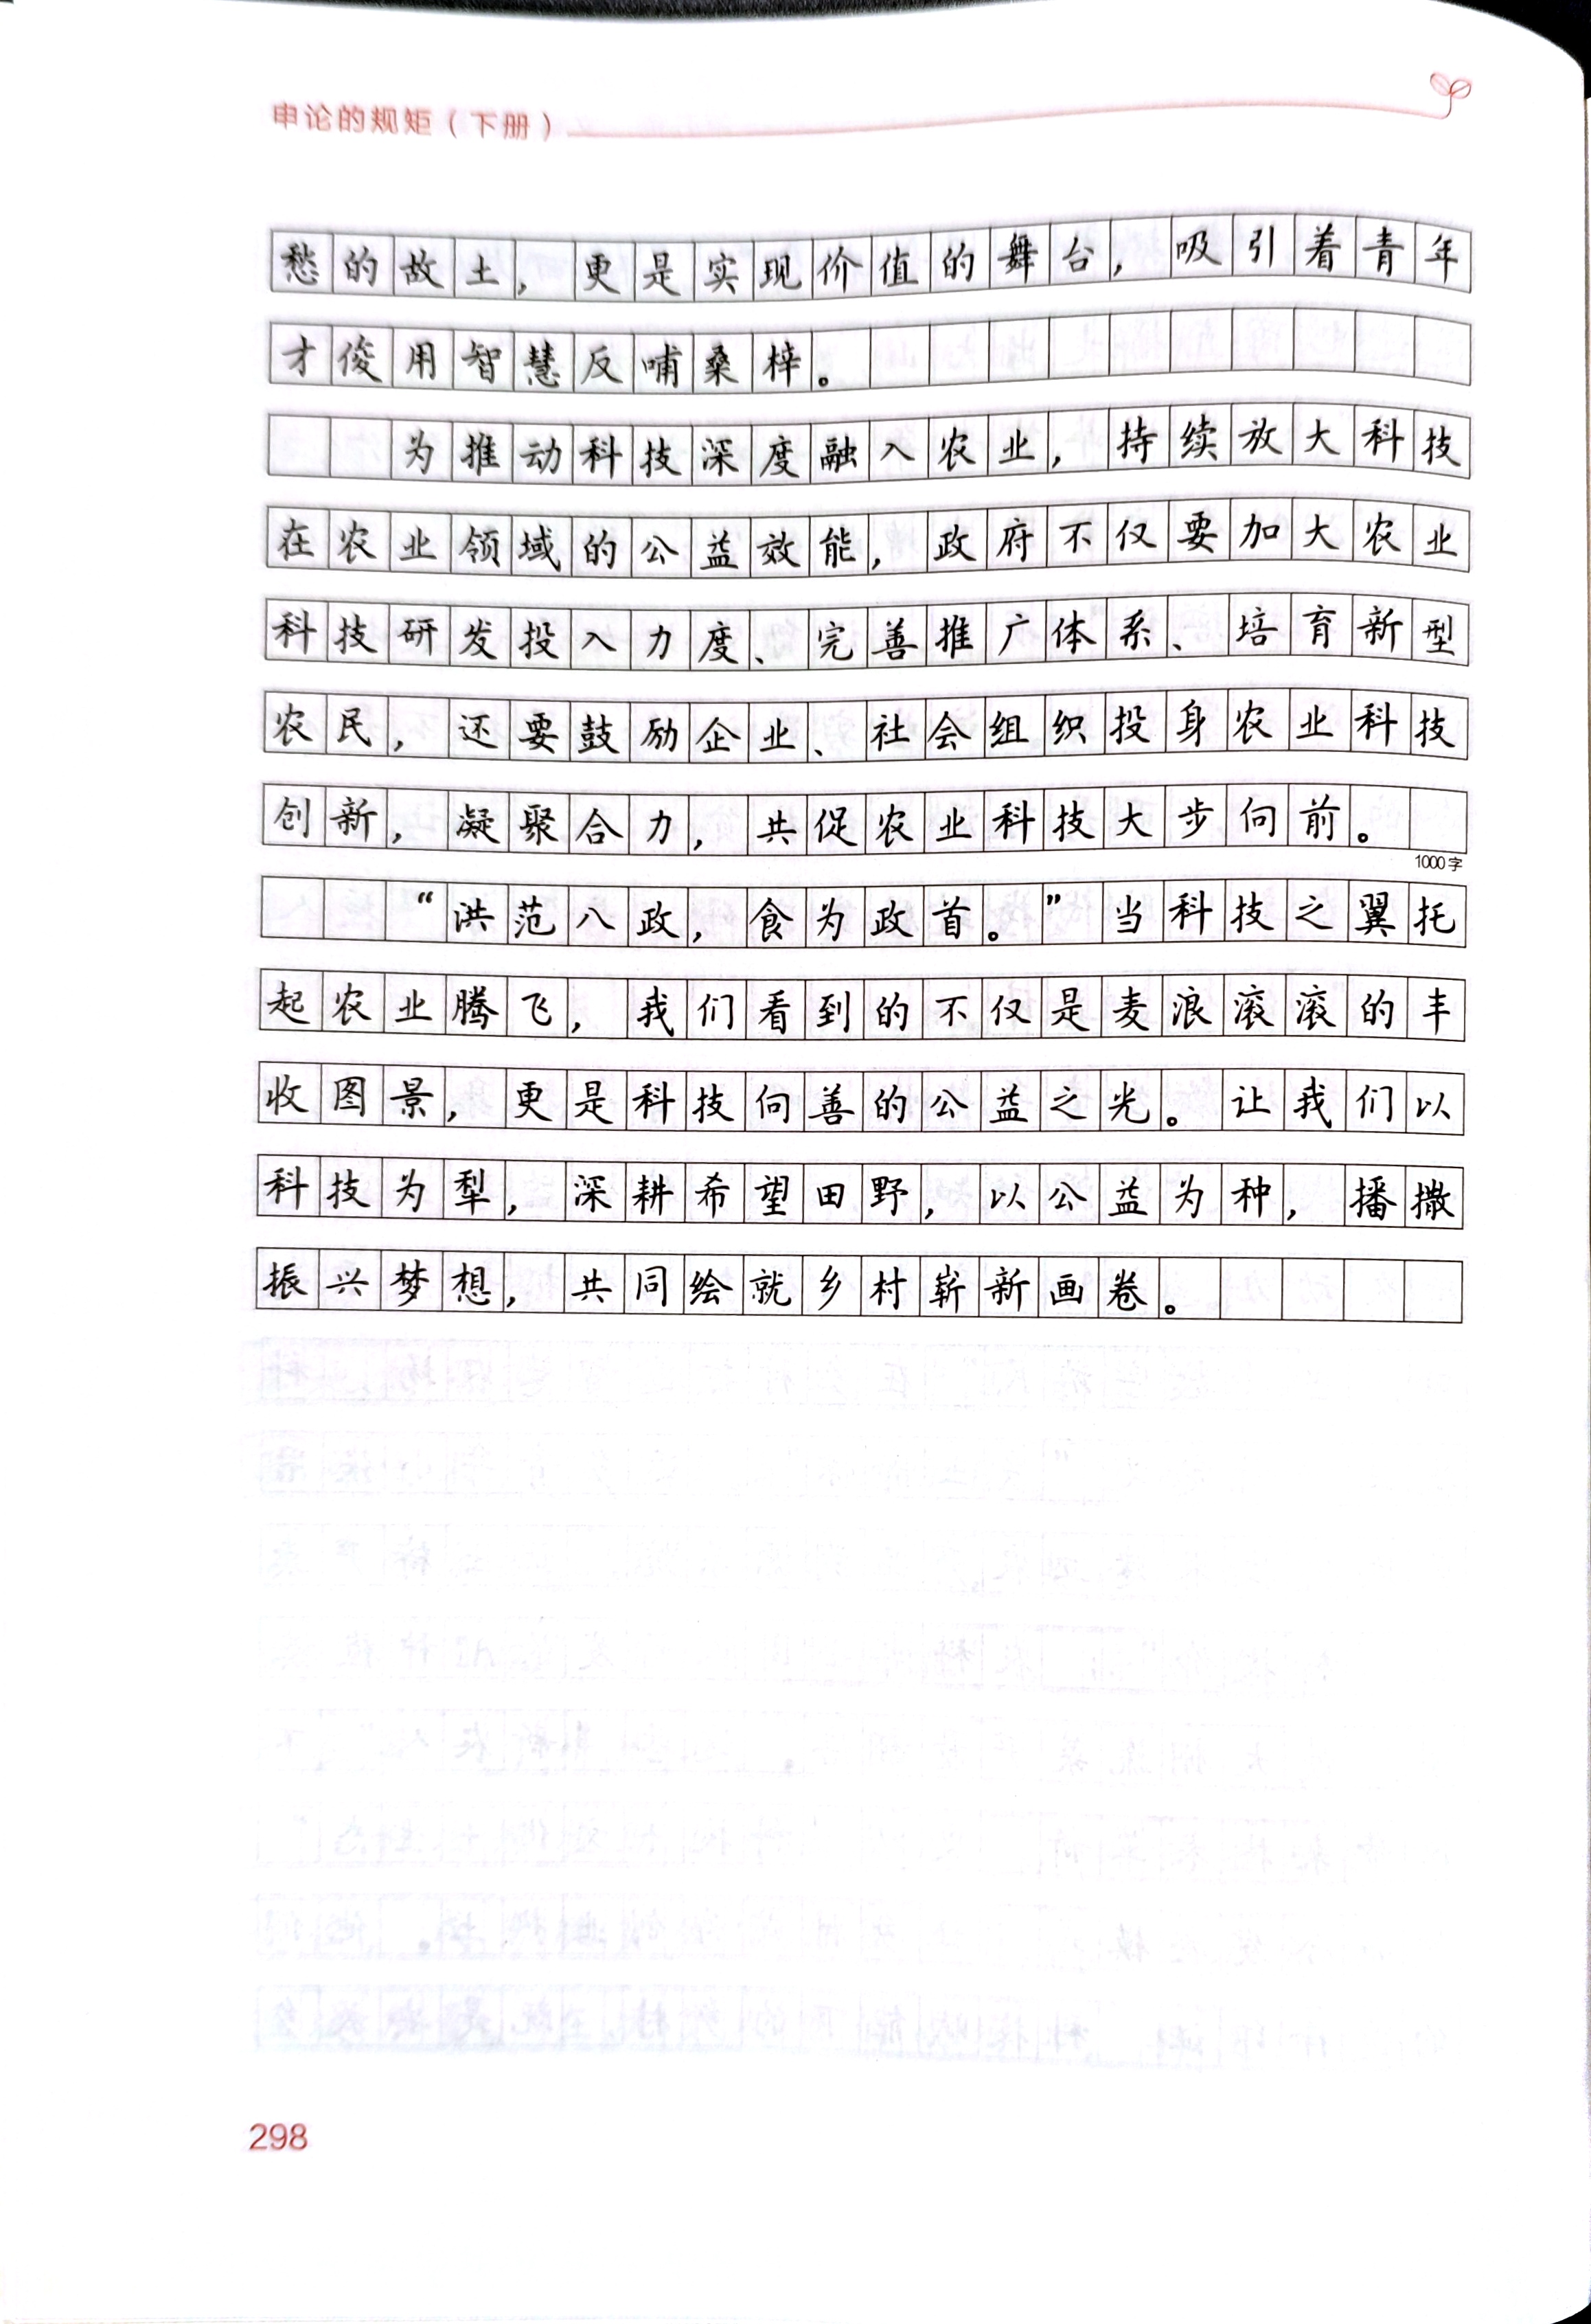 申论的规矩（下册）
愁的故土，更是实现价值的舞台，吸引着青年
才俊用智慧反哺桑梓。
为推动科技深度融入农业，持续放大科技
在农业领域的公益效能，政府不仅要加大农业
科技研发投入力度、完善推广体系、培育新型
农民，还要鼓励企业、社会组织投身农业科技
创新，凝聚合力，共促农业科技大步向前。
1000字
“洪范八政，食为政首。”当科技之翼托
起农业腾飞，我们看到的不仅是麦浪滚滚的丰
收图景，更是科技向善的公益之光。让我们以
科技为犁，深耕希望田野，以公益为种，播撒
振兴梦想，共同绘就乡村崭新画卷。
298